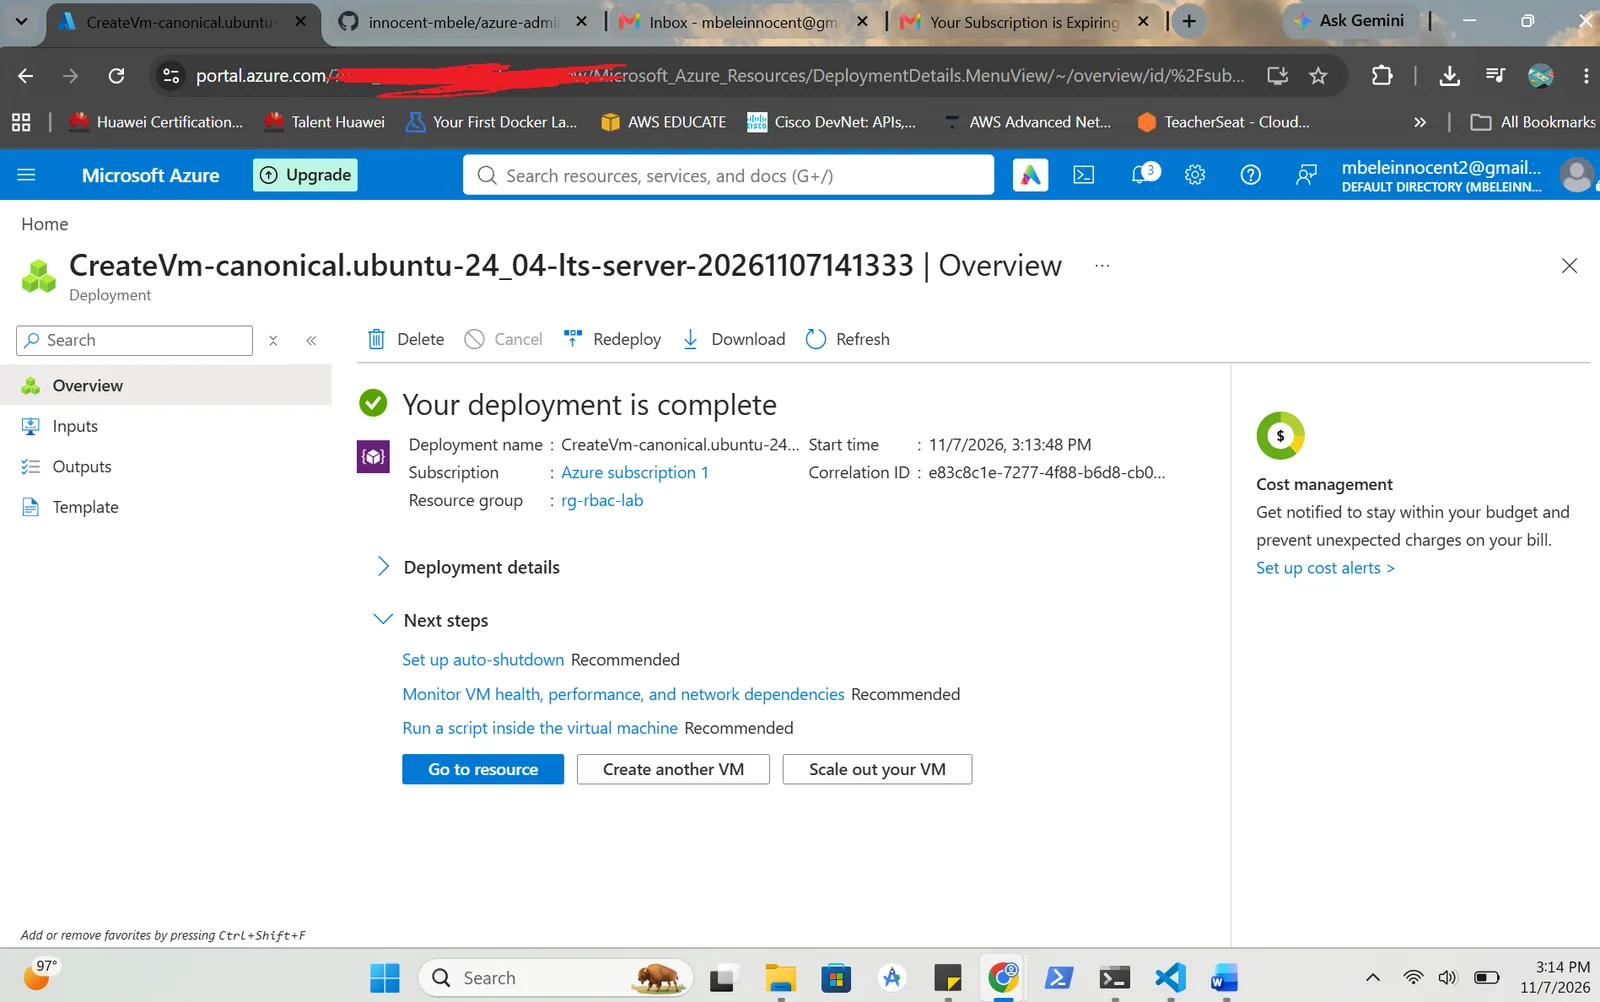 CreateVm-canonical.ubuntu-
innocent-mbele/azure-admi
Inbox - mbeleinnocent@gm
Your Subscription is Expiring
Ask Gemini
portal.azure.com/
w/Microsoft_Azure_Resources/DeploymentDetails.MenuView/~/overview/id/%2Fsub...
Huawei Certification...
Talent Huawei
Your First Docker La...
AWS EDUCATE
Cisco DevNet: APIs,...
AWS Advanced Net...
TeacherSeat - Cloud...
All Bookmarks
Microsoft Azure
Upgrade
Search resources, services, and docs (G+/)
3
mbeleinnocent2@gmail...
DEFAULT DIRECTORY (MBELEINN...
Home
CreateVm-canonical.ubuntu-24_04-lts-server-20261107141333 | Overview ...
Deployment
Search
Delete
Cancel
Redeploy
Download
Refresh
Overview
Inputs
Outputs
Template
Your deployment is complete
Deployment name : CreateVm-canonical.ubuntu-24...
Subscription : Azure subscription 1
Resource group : rg-rbac-lab
Start time : 11/7/2026, 3:13:48 PM
Correlation ID : e83c8c1e-7277-4f88-b6d8-cb0...
Deployment details
Next steps
Set up auto-shutdown Recommended
Monitor VM health, performance, and network dependencies Recommended
Run a script inside the virtual machine Recommended
Go to resource
Create another VM
Scale out your VM
$
Cost management
Get notified to stay within your budget and
prevent unexpected charges on your bill.
Set up cost alerts >
Add or remove favorites by pressing Ctrl+Shift+F
97°
Search
3:14 PM
11/7/2026